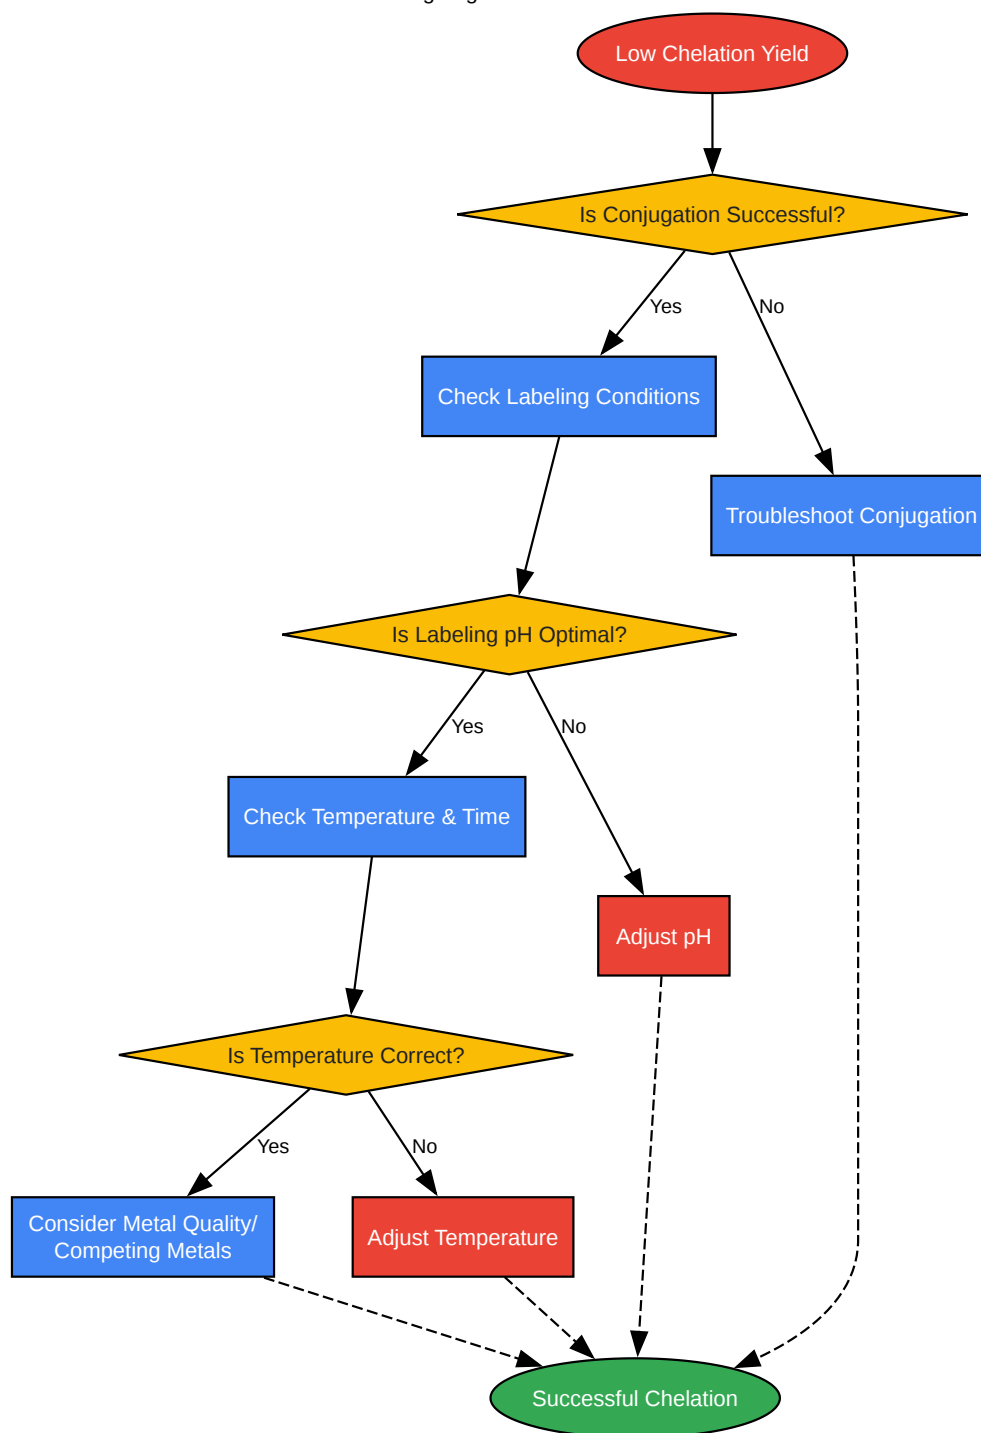 Low Chelation Yield
Is Conjugation Successful?
Yes
No
Check Labeling Conditions
Troubleshoot Conjugation
Is Labeling pH Optimal?
Yes
No
Check Temperature & Time
Adjust pH
Is Temperature Correct?
Yes
No
Consider Metal Quality/
Competing Metals
Adjust Temperature
Successful Chelation